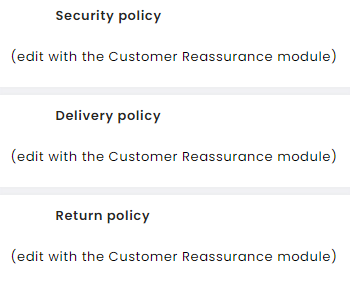 Security policy
(edit with the Customer Reassurance module)
Delivery policy
(edit with the Customer Reassurance module)
Return policy
(edit with the Customer Reassurance module)